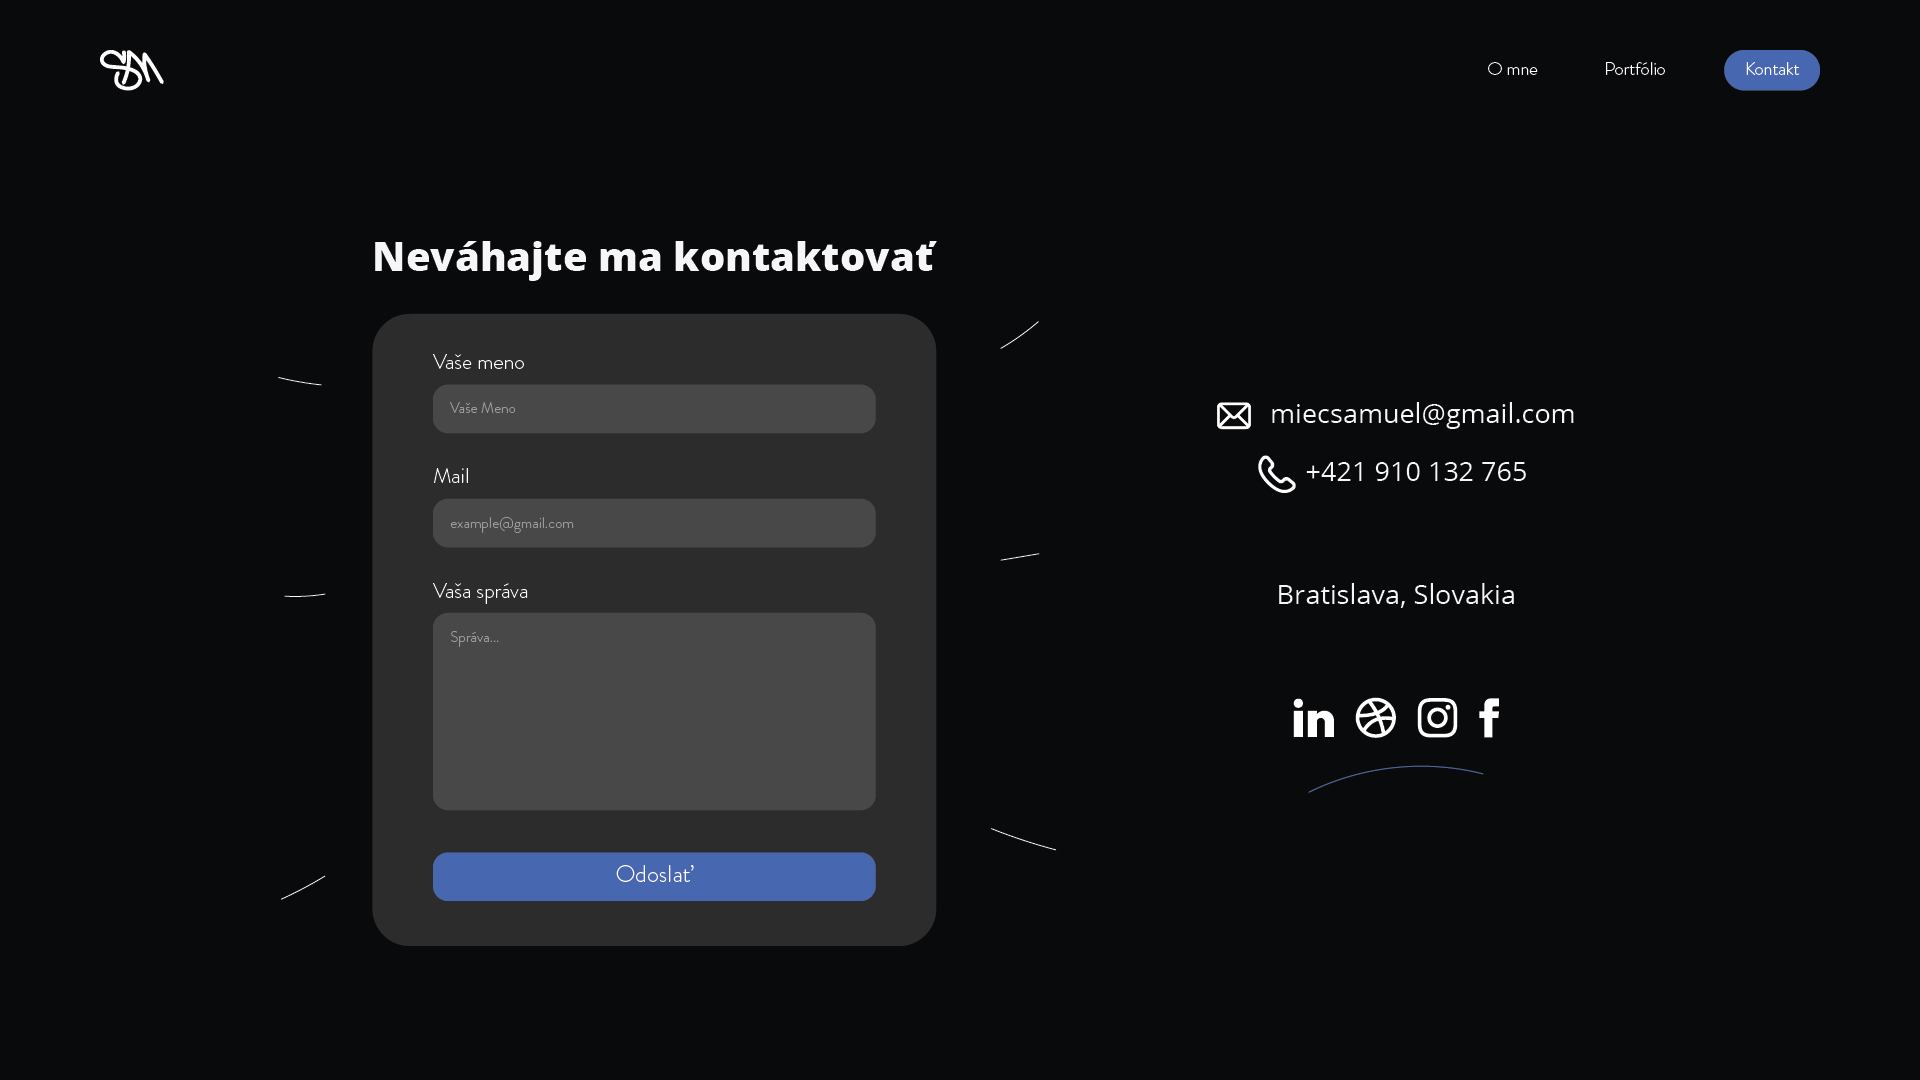 SDM
O mne
Portfólio
Kontakt
Neváhajte ma kontaktovať
Vaše meno
Vaše Meno
Mail
example@gmail.com
Vaša správa
Správa...
Odoslať
miecsamuel@gmail.com
+421 910 132 765
Bratislava, Slovakia